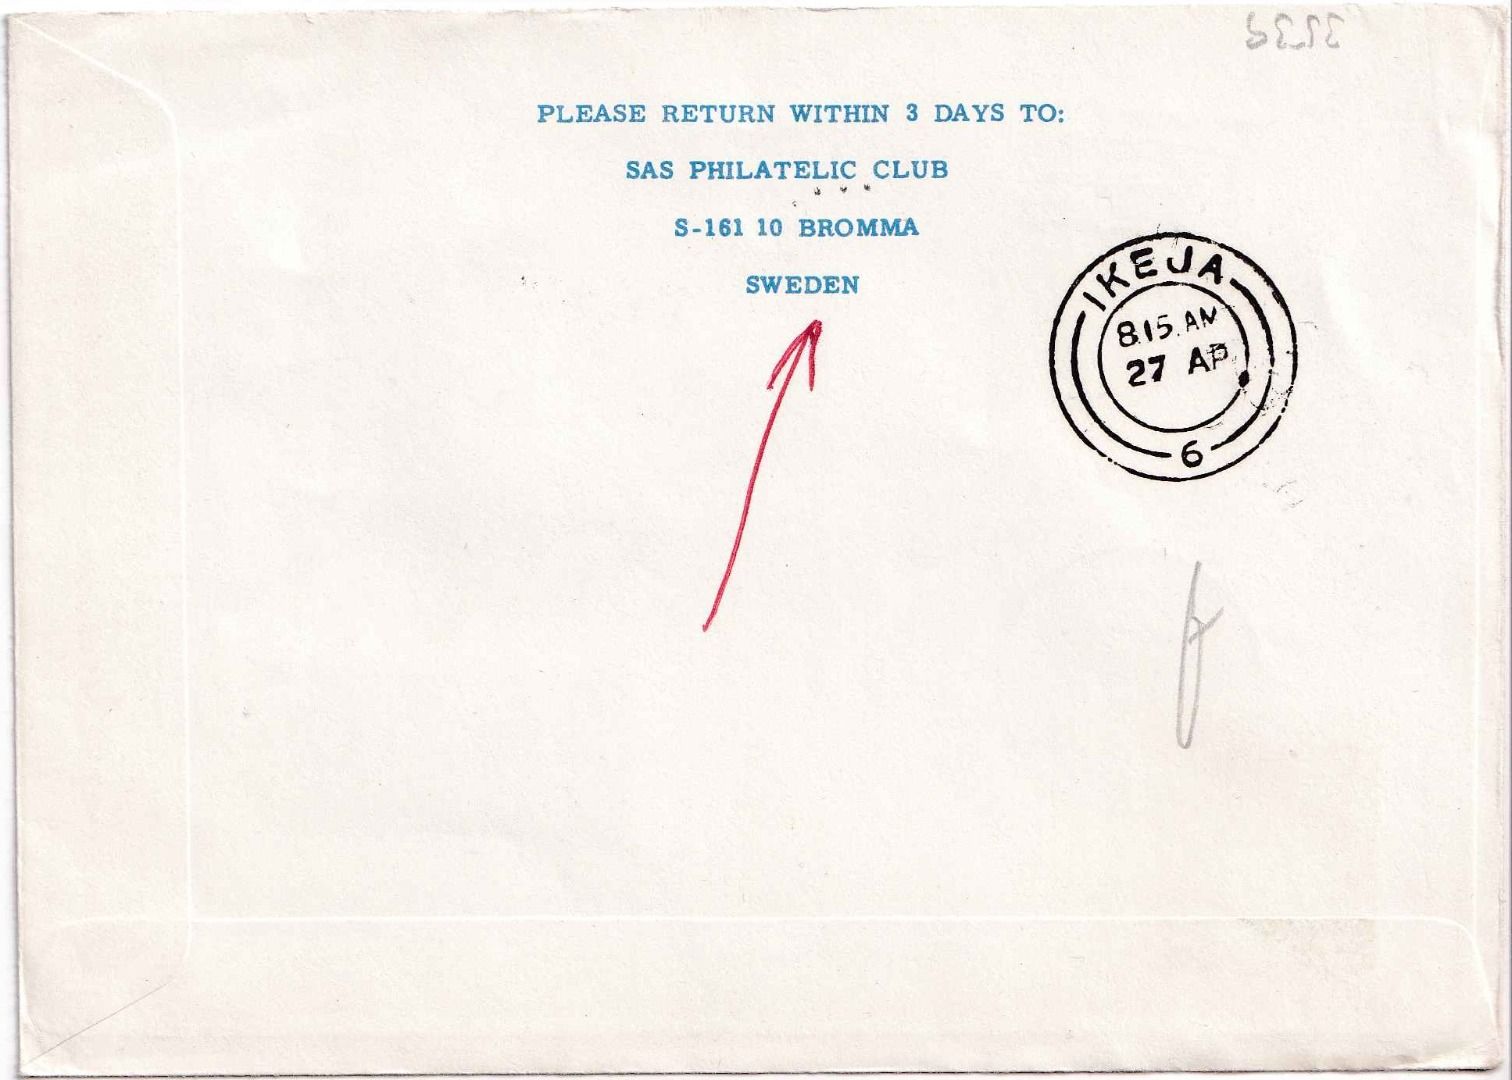 PLEASE RETURN WITHIN 3 DAYS TO:
SAS PHILATELIC CLUB
S-161 10 BROMMA
SWEDEN
IKEJA
8.15.AM
27 AP
6